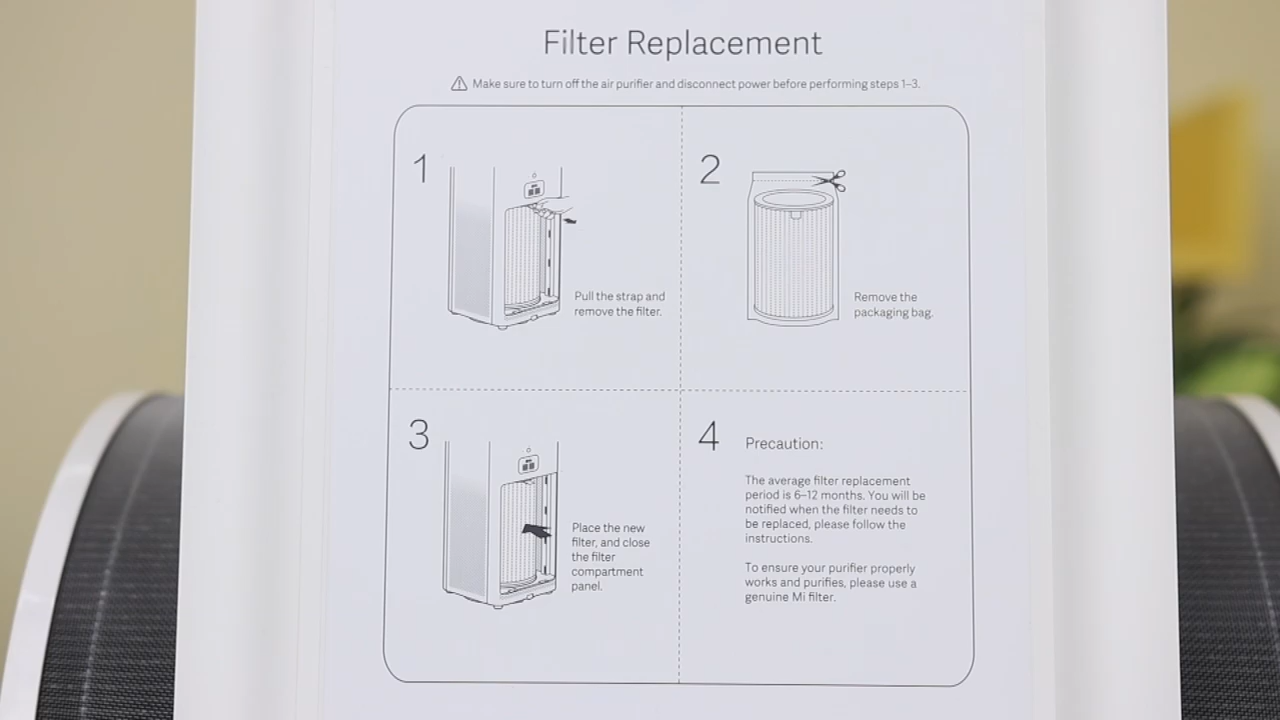 Filter Replacement
Make sure to turn off the air purifier and disconnect power before performing steps 1–3.
1
Pull the strap and
remove the filter.
2
Remove the
packaging bag.
3
Place the new
filter, and close
the filter
compartment
panel.
4
Precaution:
The average filter replacement
period is 6–12 months. You will be
notified when the filter needs to
be replaced, please follow the
instructions.
To ensure your purifier properly
works and purifies, please use a
genuine Mi filter.